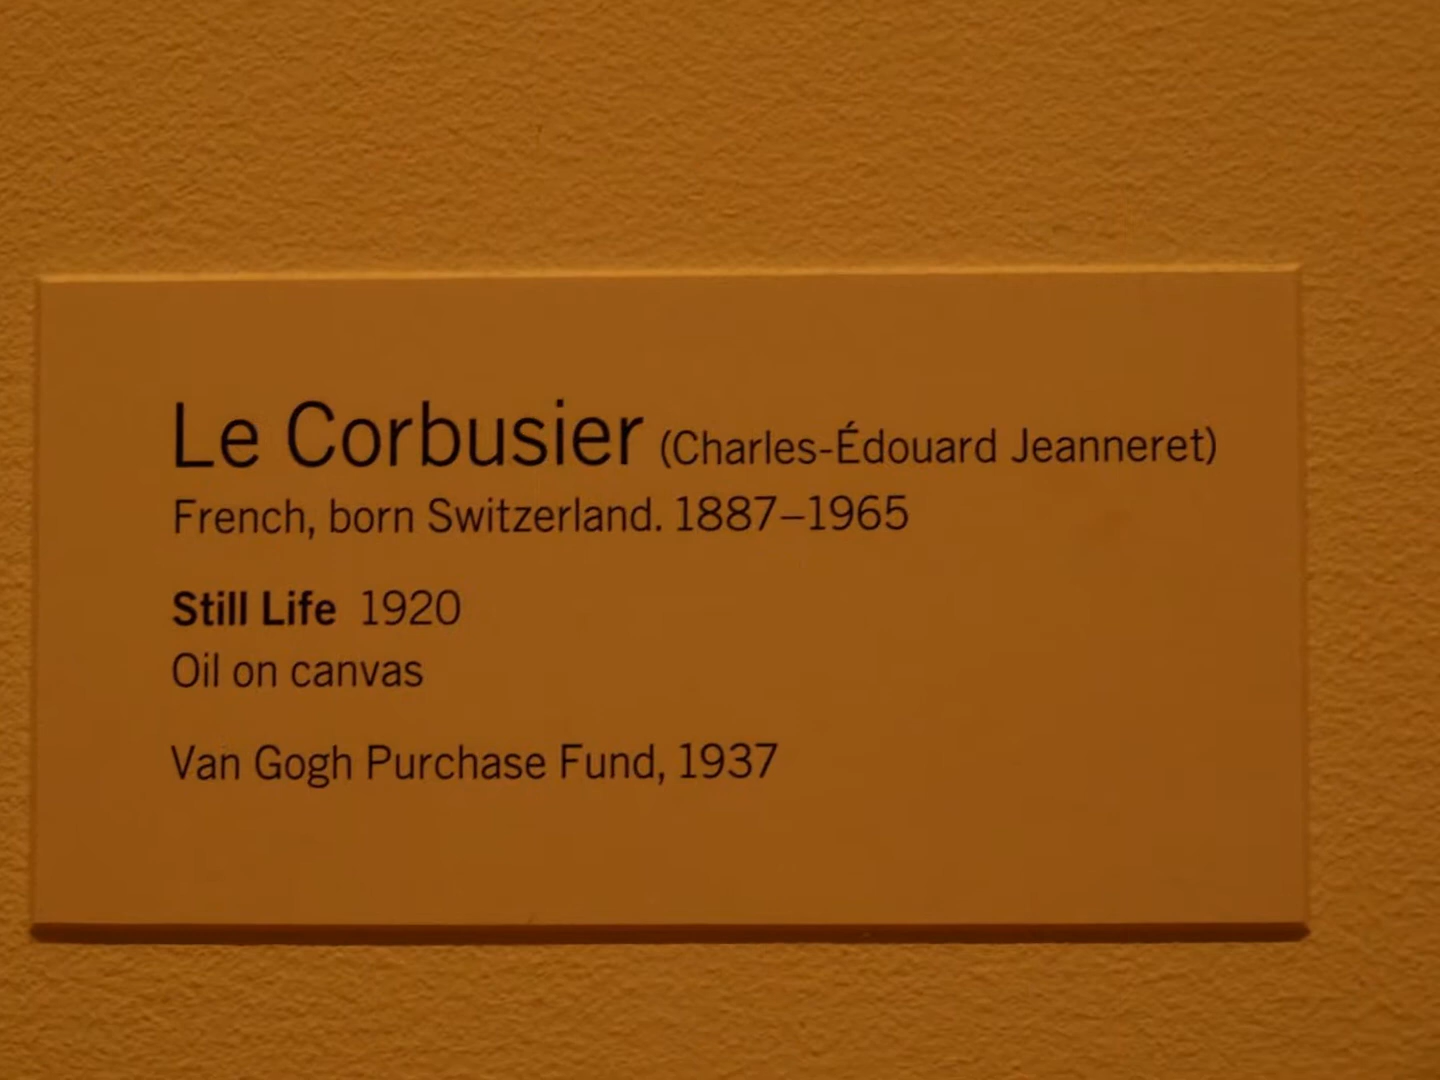 Le Corbusier (Charles-Édouard Jeanneret)
French, born Switzerland. 1887–1965
Still Life 1920
Oil on canvas
Van Gogh Purchase Fund, 1937